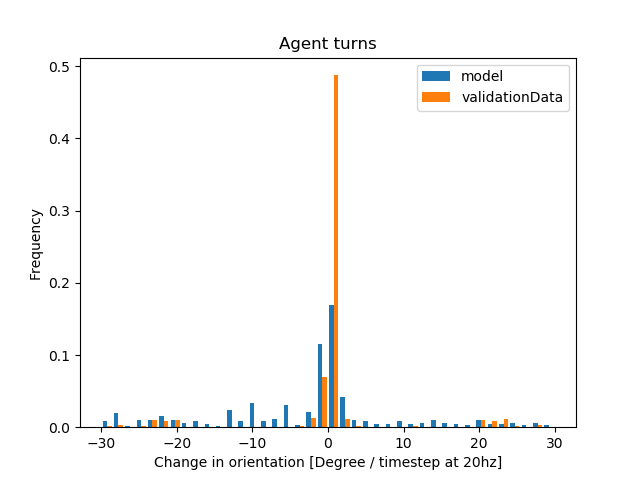 Agent turns
model
validationData
0.5
0.4
0.3
0.2
0.1
0.0
Frequency
−30 −20 −10 0 10 20 30
Change in orientation [Degree / timestep at 20hz]